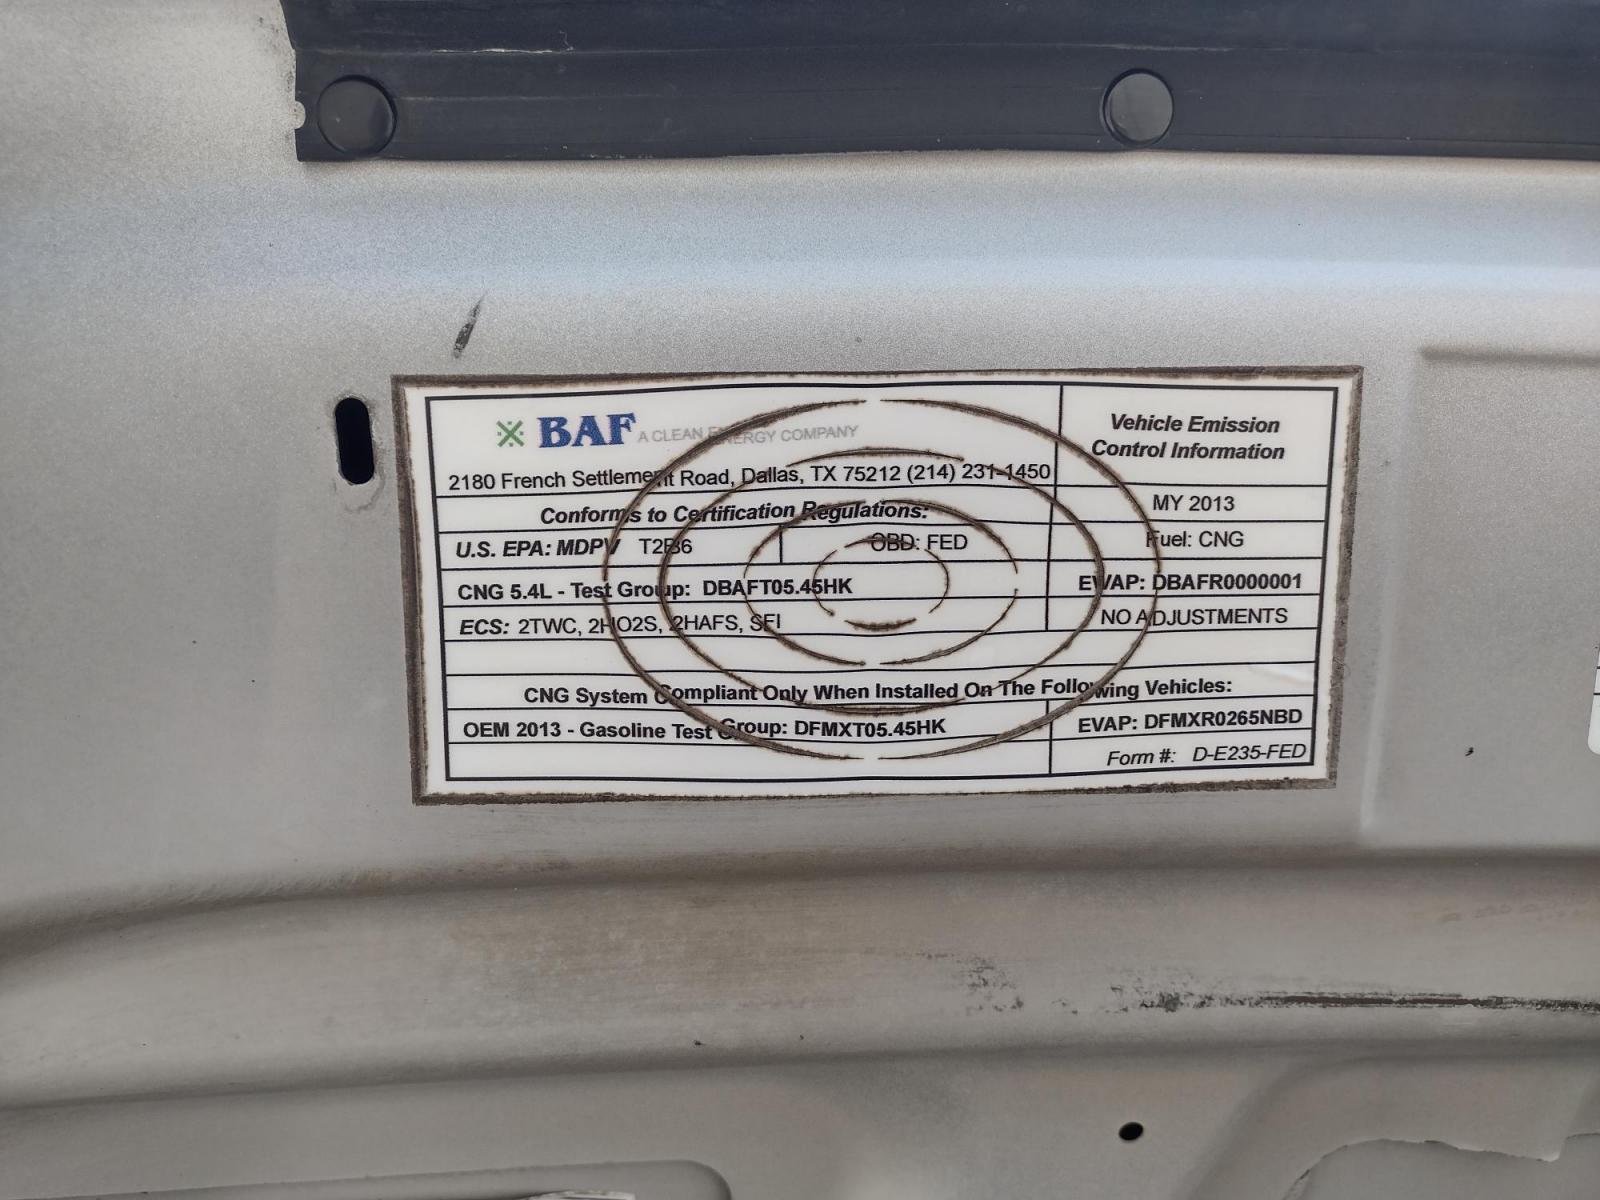 BAF A CLEAN ENERGY COMPANY
2180 French Settlement Road, Dallas, TX 75212 (214) 231-1450
Vehicle Emission
Control Information
Conforms to Certification Regulations:
MY 2013
U.S. EPA: MDPV T2B6 OBD: FED
Fuel: CNG
CNG 5.4L - Test Group: DBAFT05.45HK
EVAP: DBAFR0000001
ECS: 2TWC, 2HO2S, 2HAFS, SFI
NO ADJUSTMENTS
CNG System Compliant Only When Installed On The Following Vehicles:
OEM 2013 - Gasoline Test Group: DFMXT05.45HK
EVAP: DFMXR0265NBD
Form #: D-E235-FED